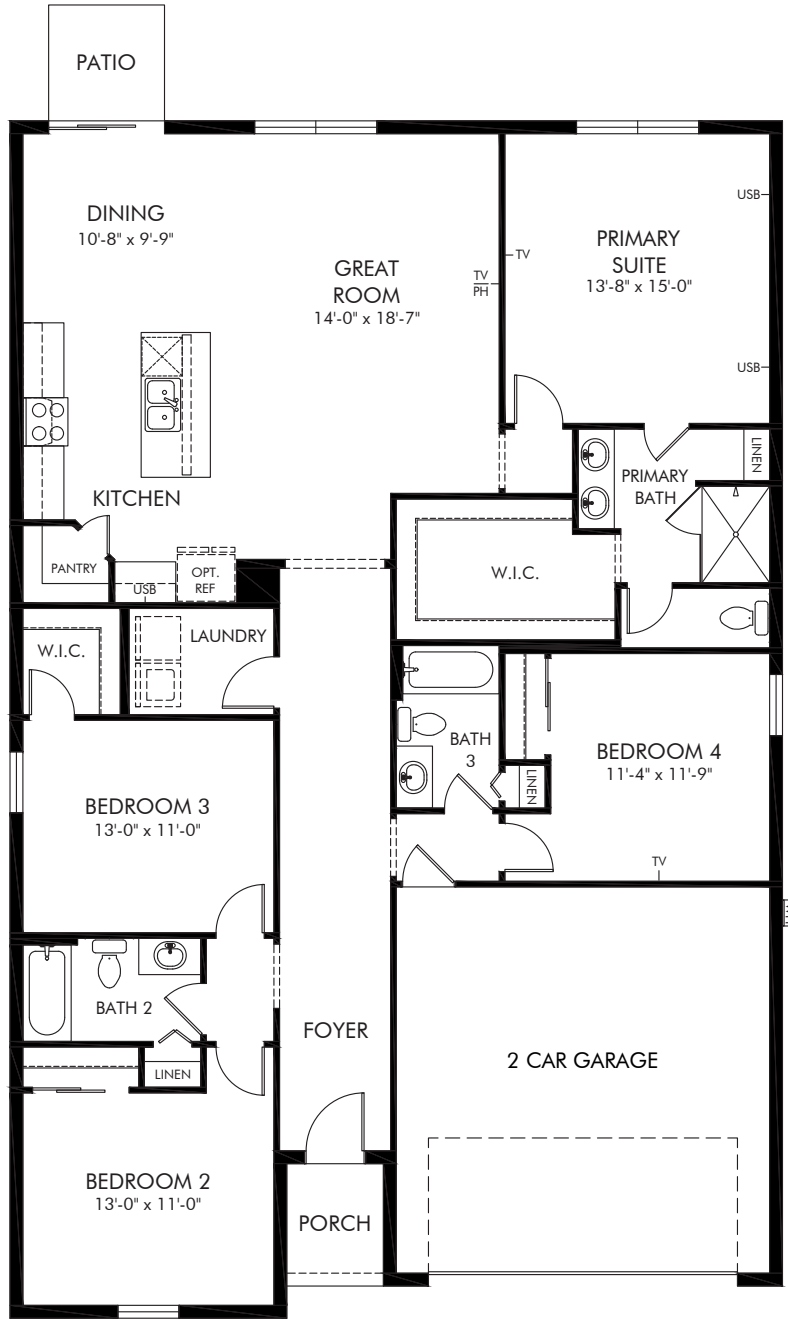 PATIO
DINING
10'-8" x 9'-9"
GREAT
ROOM
14'-0" x 18'-7"
TV
PH
TV
PRIMARY
SUITE
13'-8" x 15'-0"
USB
USB
KITCHEN
PANTRY
USB
OPT.
REF
PRIMARY
BATH
LINEN
W.I.C.
W.I.C.
LAUNDRY
BATH
3
LINEN
BEDROOM 4
11'-4" x 11'-9"
TV
BEDROOM 3
13'-0" x 11'-0"
BATH 2
LINEN
FOYER
2 CAR GARAGE
BEDROOM 2
13'-0" x 11'-0"
PORCH